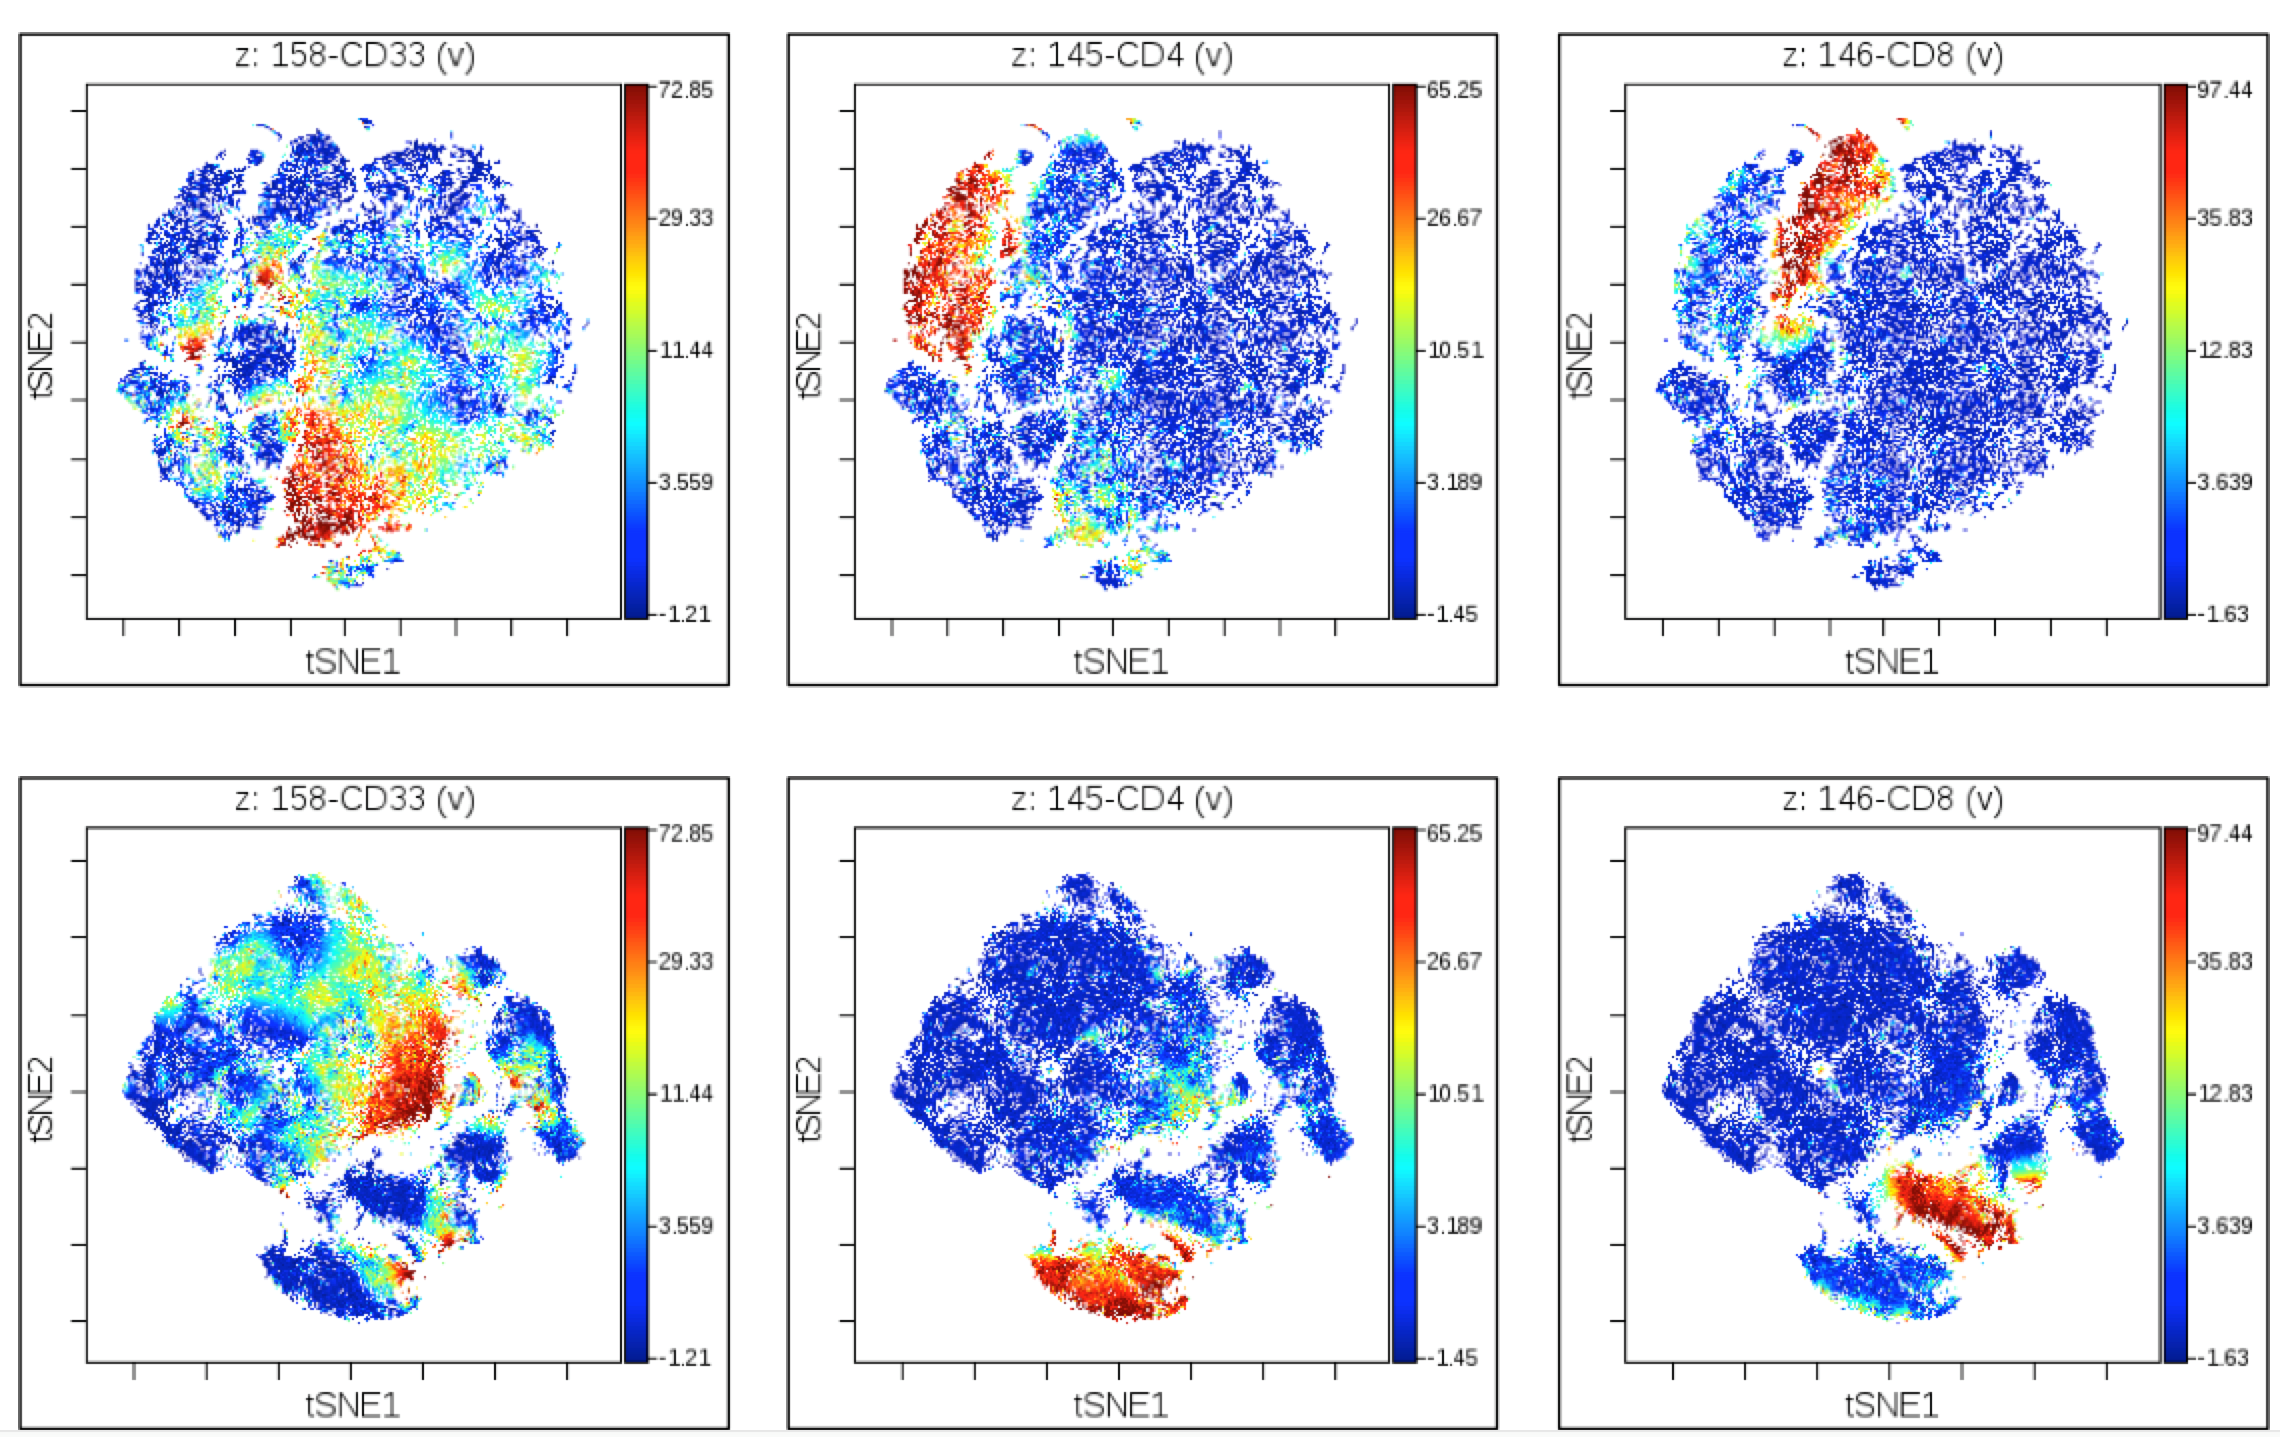 z: 158-CD33 (v)
72.85
29.33
11.44
3.559
-1.21
tSNE2
tSNE1
z: 145-CD4 (v)
65.25
26.67
10.51
3.189
-1.45
tSNE2
tSNE1
z: 146-CD8 (v)
97.44
35.83
12.83
3.639
-1.63
tSNE2
tSNE1
z: 158-CD33 (v)
72.85
29.33
11.44
3.559
-1.21
tSNE2
tSNE1
z: 145-CD4 (v)
65.25
26.67
10.51
3.189
-1.45
tSNE2
tSNE1
z: 146-CD8 (v)
97.44
35.83
12.83
3.639
-1.63
tSNE2
tSNE1